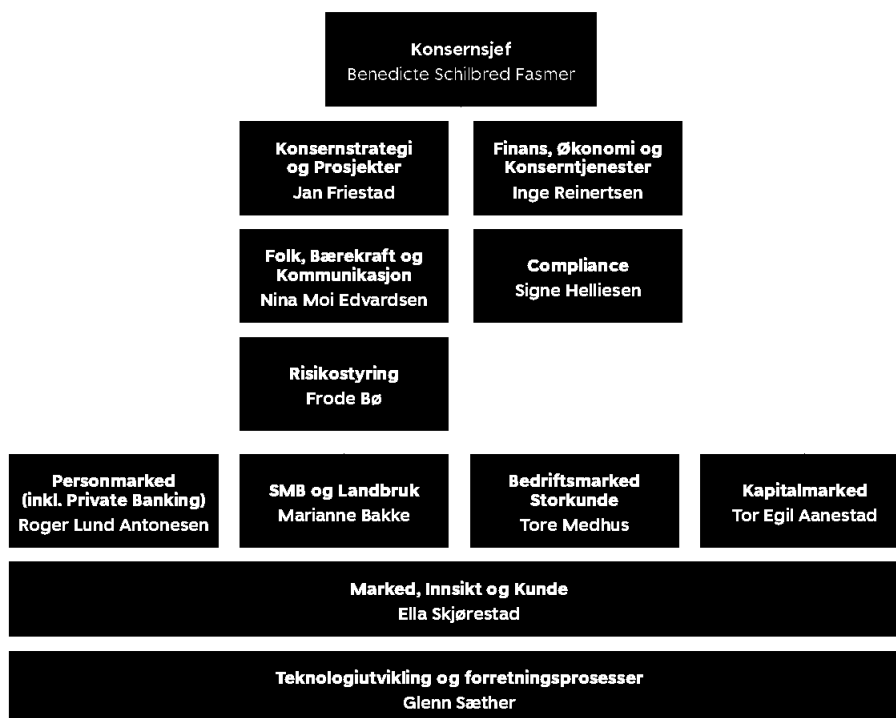 Konsernsjef
Benedicte Schilbred Fasmer
Konsernstrategi
og Prosjekter
Jan Friestad
Finans, Økonomi og
Konserntjenester
Inge Reinertsen
Folk, Bærekraft og
Kommunikasjon
Nina Moi Edvardsen
Compliance
Signe Helliesen
Risikostyring
Frode Bø
Personmarked
(inkl. Private Banking)
Roger Lund Antonesen
SMB og Landbruk
Marianne Bakke
Bedriftsmarked
Storkunde
Tore Medhus
Kapitalmarked
Tor Egil Aanestad
Marked, Innsikt og Kunde
Ella Skjørestad
Teknologiutvikling og forretningsprosesser
Glenn Sæther